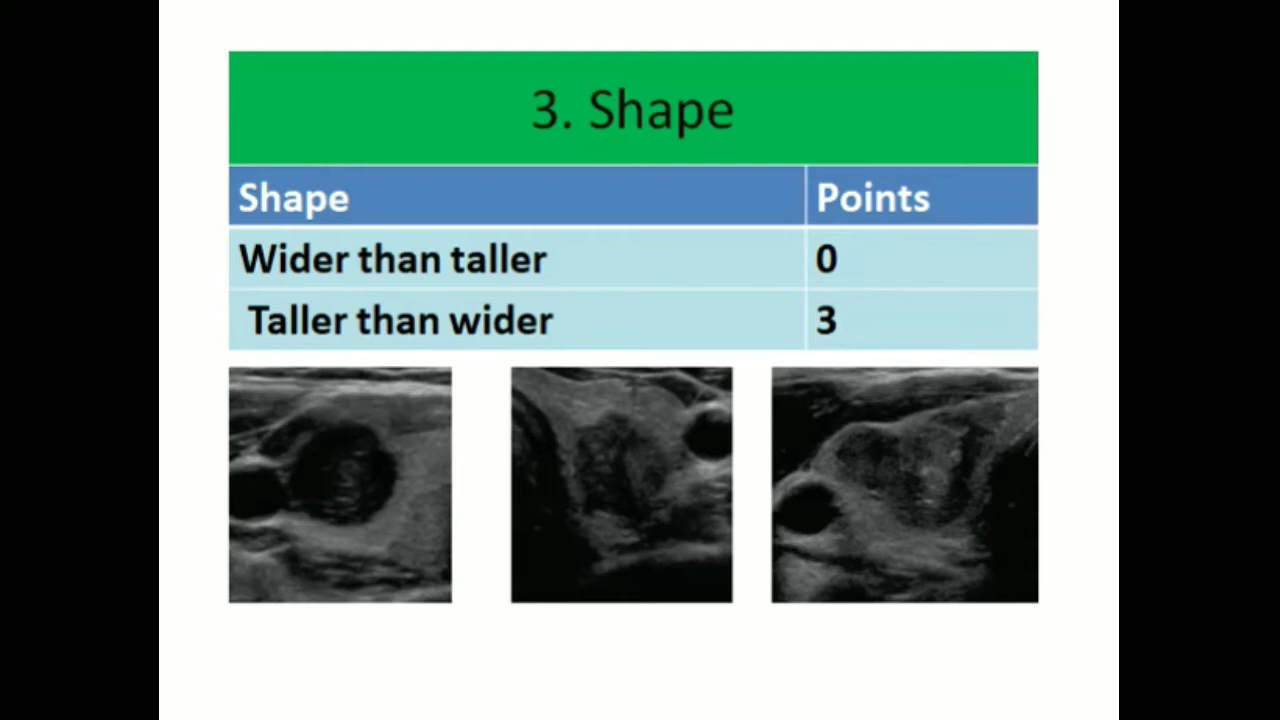 3. Shape
Shape Points
Wider than taller 0
Taller than wider 3